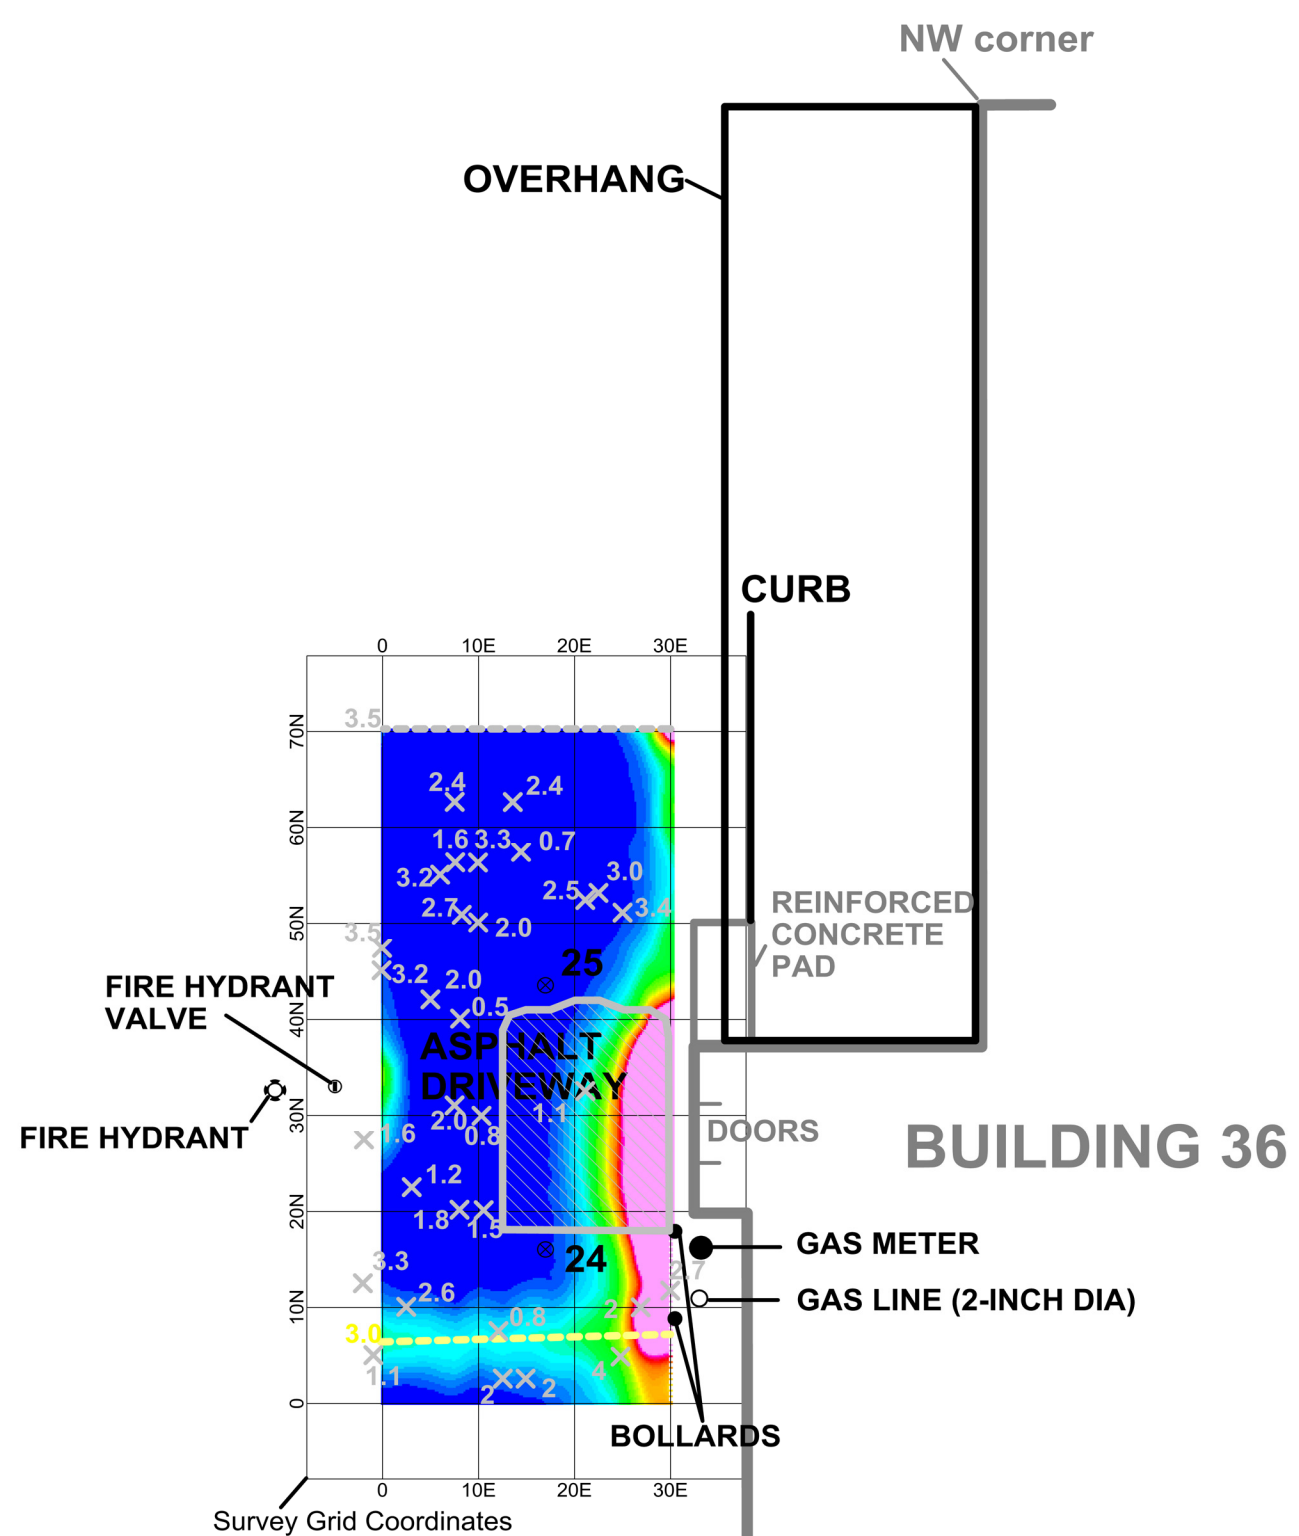 NW corner
OVERHANG
CURB
0 10E 20E 30E
3.5
70N
2.4 2.4
60N
1.6 3.3 0.7
3.2 2.5 3.0
2.7 3.4
50N
2.0
3.5
REINFORCED
CONCRETE
PAD
25
3.2 2.0
FIRE HYDRANT
VALVE
0.5
40N
ASPHALT
DRIVEWAY
30N
2.0 1.1
0.8
1.6
DOORS
FIRE HYDRANT
BUILDING 36
1.2
20N
1.8 1.5
24
GAS METER
3.3 2.7
2.6
10N
2
GAS LINE (2-INCH DIA)
0.8
3.0
1.1
4
2 2
0
BOLLARDS
0 10E 20E 30E
Survey Grid Coordinates